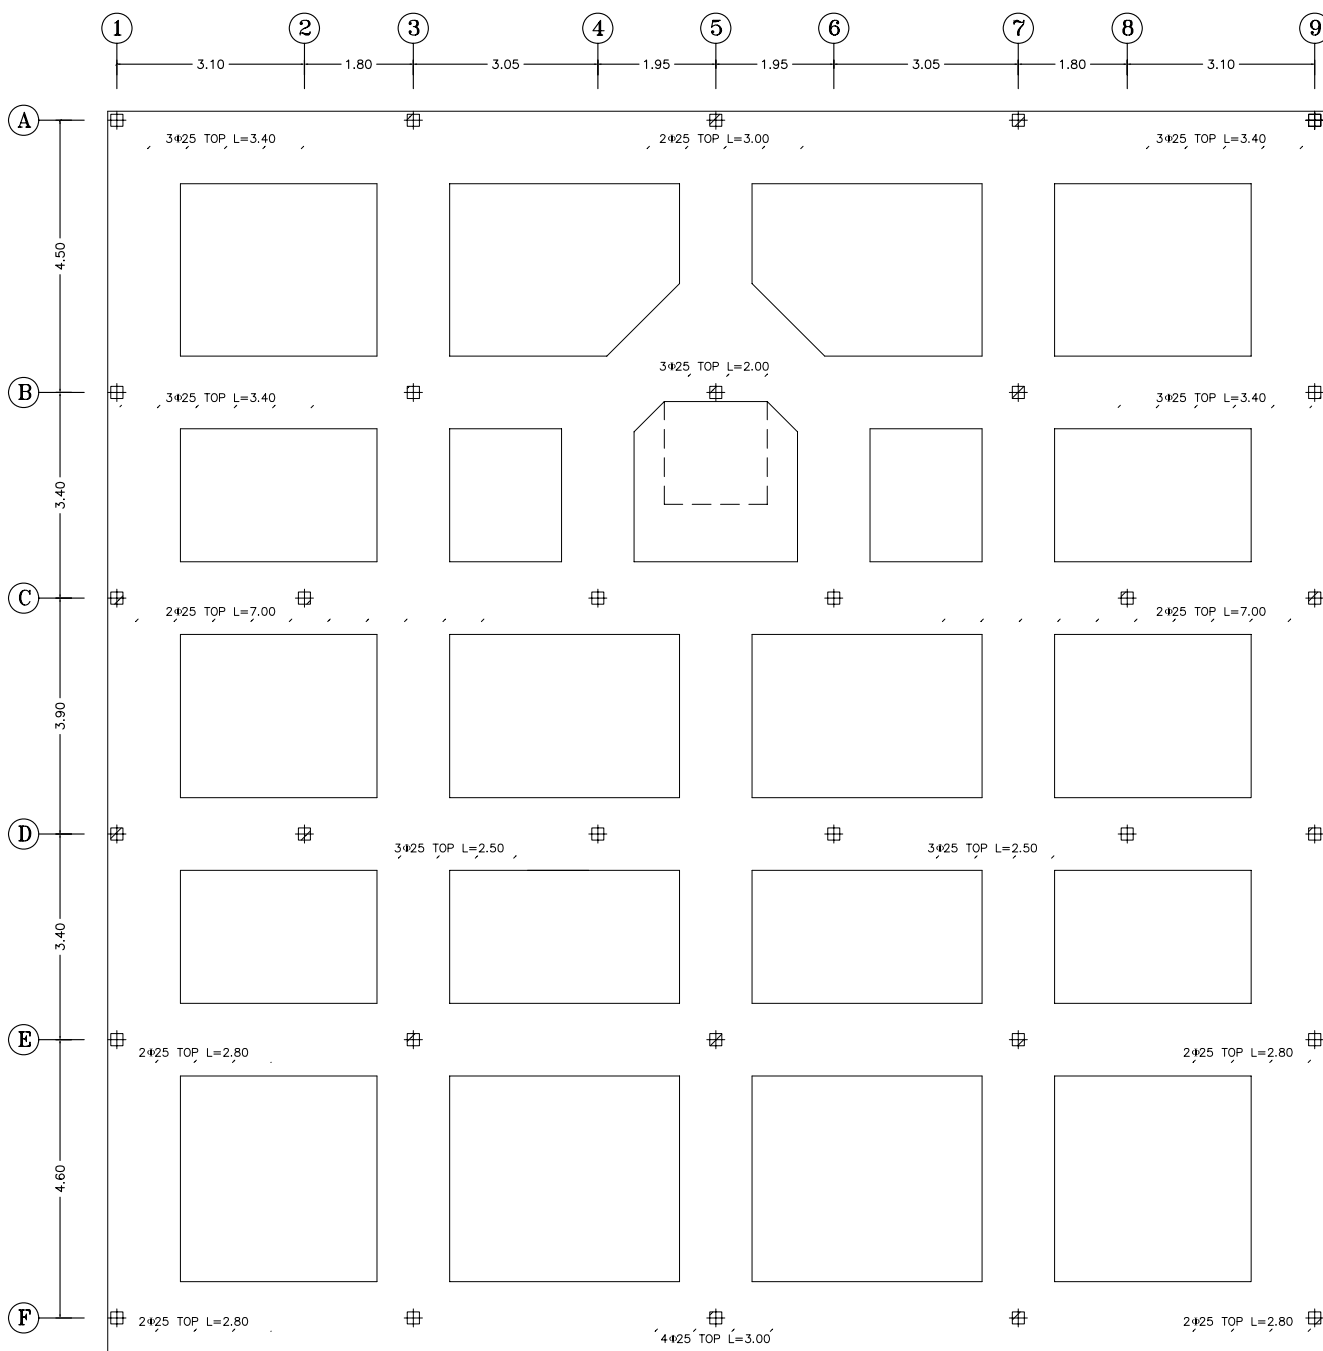 1 2 3 4 5 6 7 8 9
3.10 1.80 3.05 1.95 1.95 3.05 1.80 3.10
A
3Φ25 TOP L=3.40 2Φ25 TOP L=3.00 3Φ25 TOP L=3.40
4.50
3Φ25 TOP L=2.00
B
3Φ25 TOP L=3.40 3Φ25 TOP L=3.40
3.40
C
2Φ25 TOP L=7.00 2Φ25 TOP L=7.00
3.90
D
3Φ25 TOP L=2.50 3Φ25 TOP L=2.50
3.40
E
2Φ25 TOP L=2.80 2Φ25 TOP L=2.80
4.60
F
2Φ25 TOP L=2.80 2Φ25 TOP L=2.80
4Φ25 TOP L=3.00